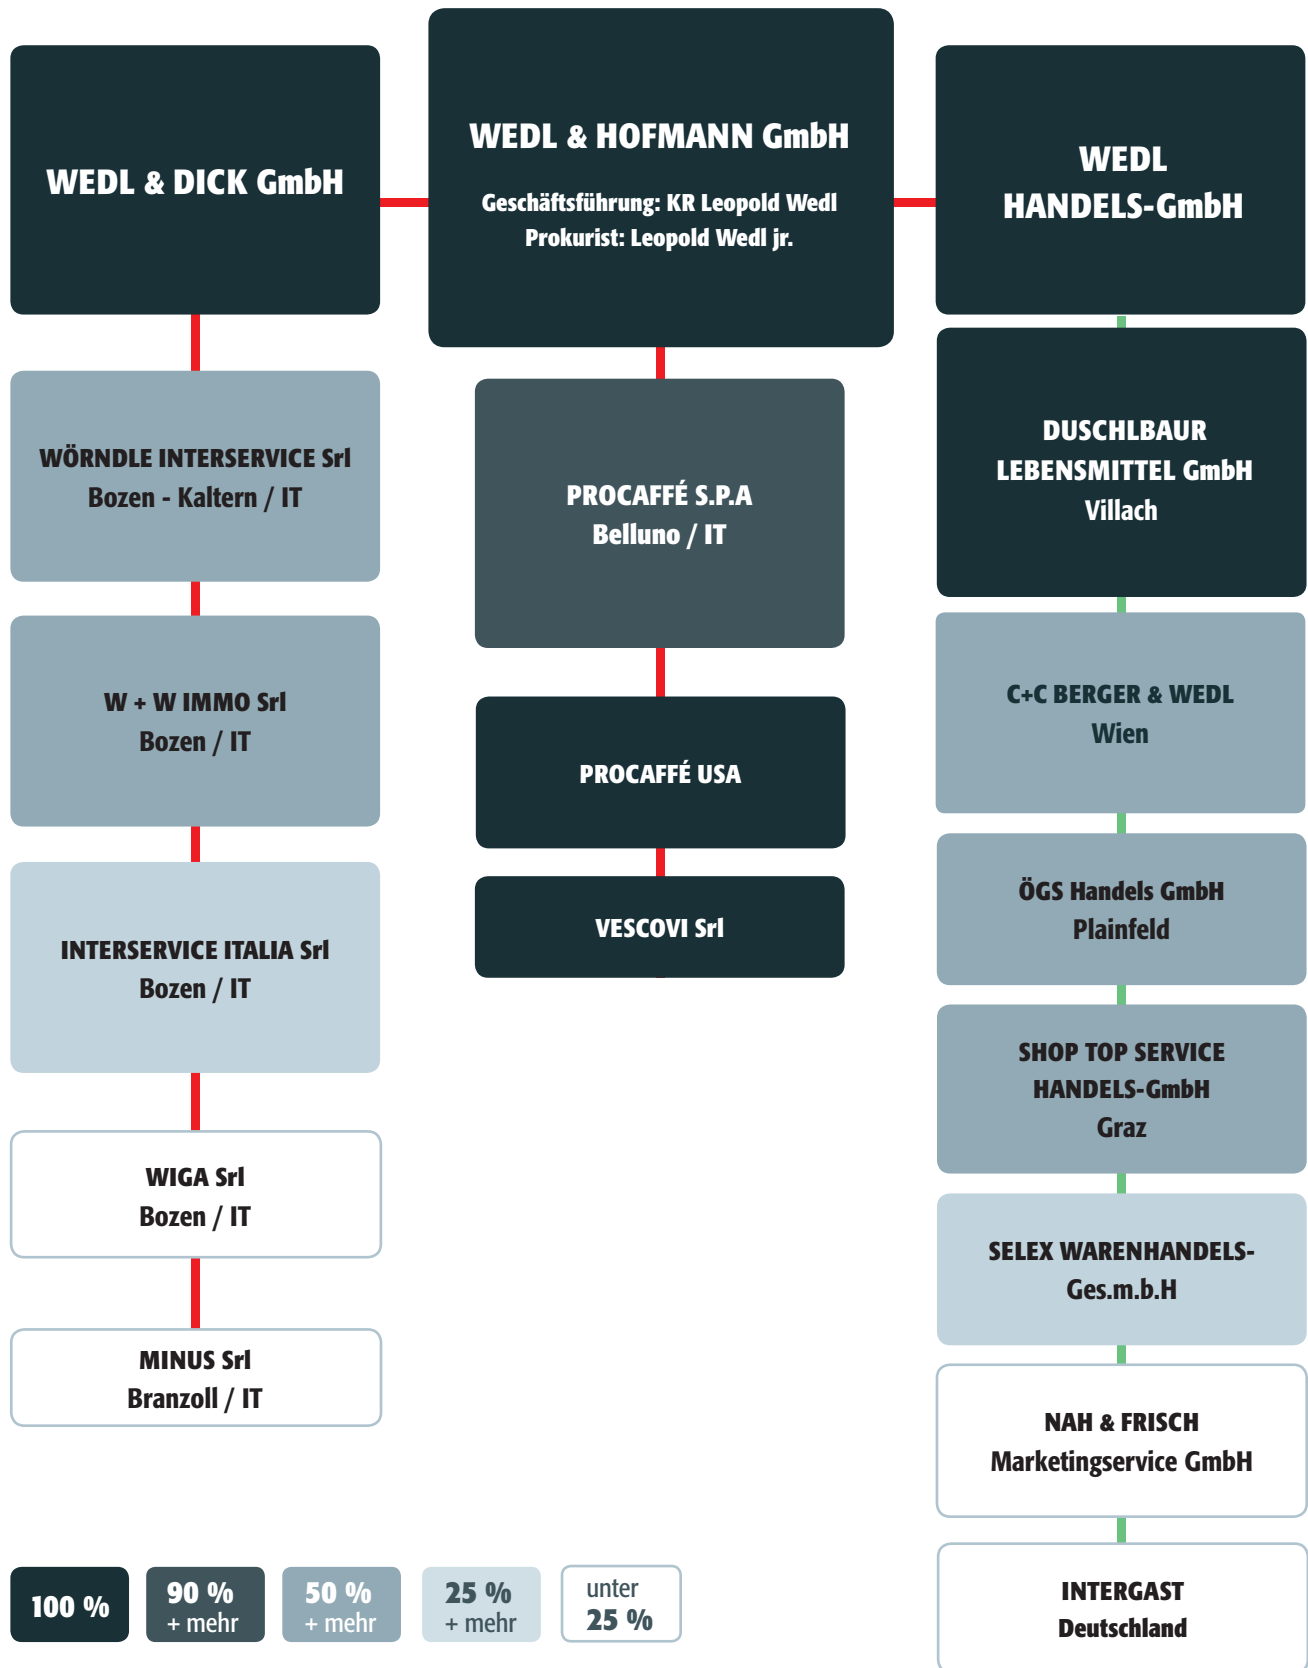 WEDL & DICK GmbH
WEDL & HOFMANN GmbH
Geschäftsführung: KR Leopold Wedl
Prokurist: Leopold Wedl jr.
WEDL
HANDELS-GmbH
WÖRNDLE INTERSERVICE Srl
Bozen - Kaltern / IT
W + W IMMO Srl
Bozen / IT
INTERSERVICE ITALIA Srl
Bozen / IT
WIGA Srl
Bozen / IT
MINUS Srl
Branzoll / IT
PROCAFFÉ S.P.A
Belluno / IT
PROCAFFÉ USA
VESCOVI Srl
DUSCHLBAUR
LEBENSMITTEL GmbH
Villach
C+C BERGER & WEDL
Wien
ÖGS Handels GmbH
Plainfeld
SHOP TOP SERVICE
HANDELS-GmbH
Graz
SELEX WARENHANDELS-
Ges.m.b.H
NAH & FRISCH
Marketingservice GmbH
INTERGAST
Deutschland
100 %
90 %
+ mehr
50 %
+ mehr
25 %
+ mehr
unter
25 %